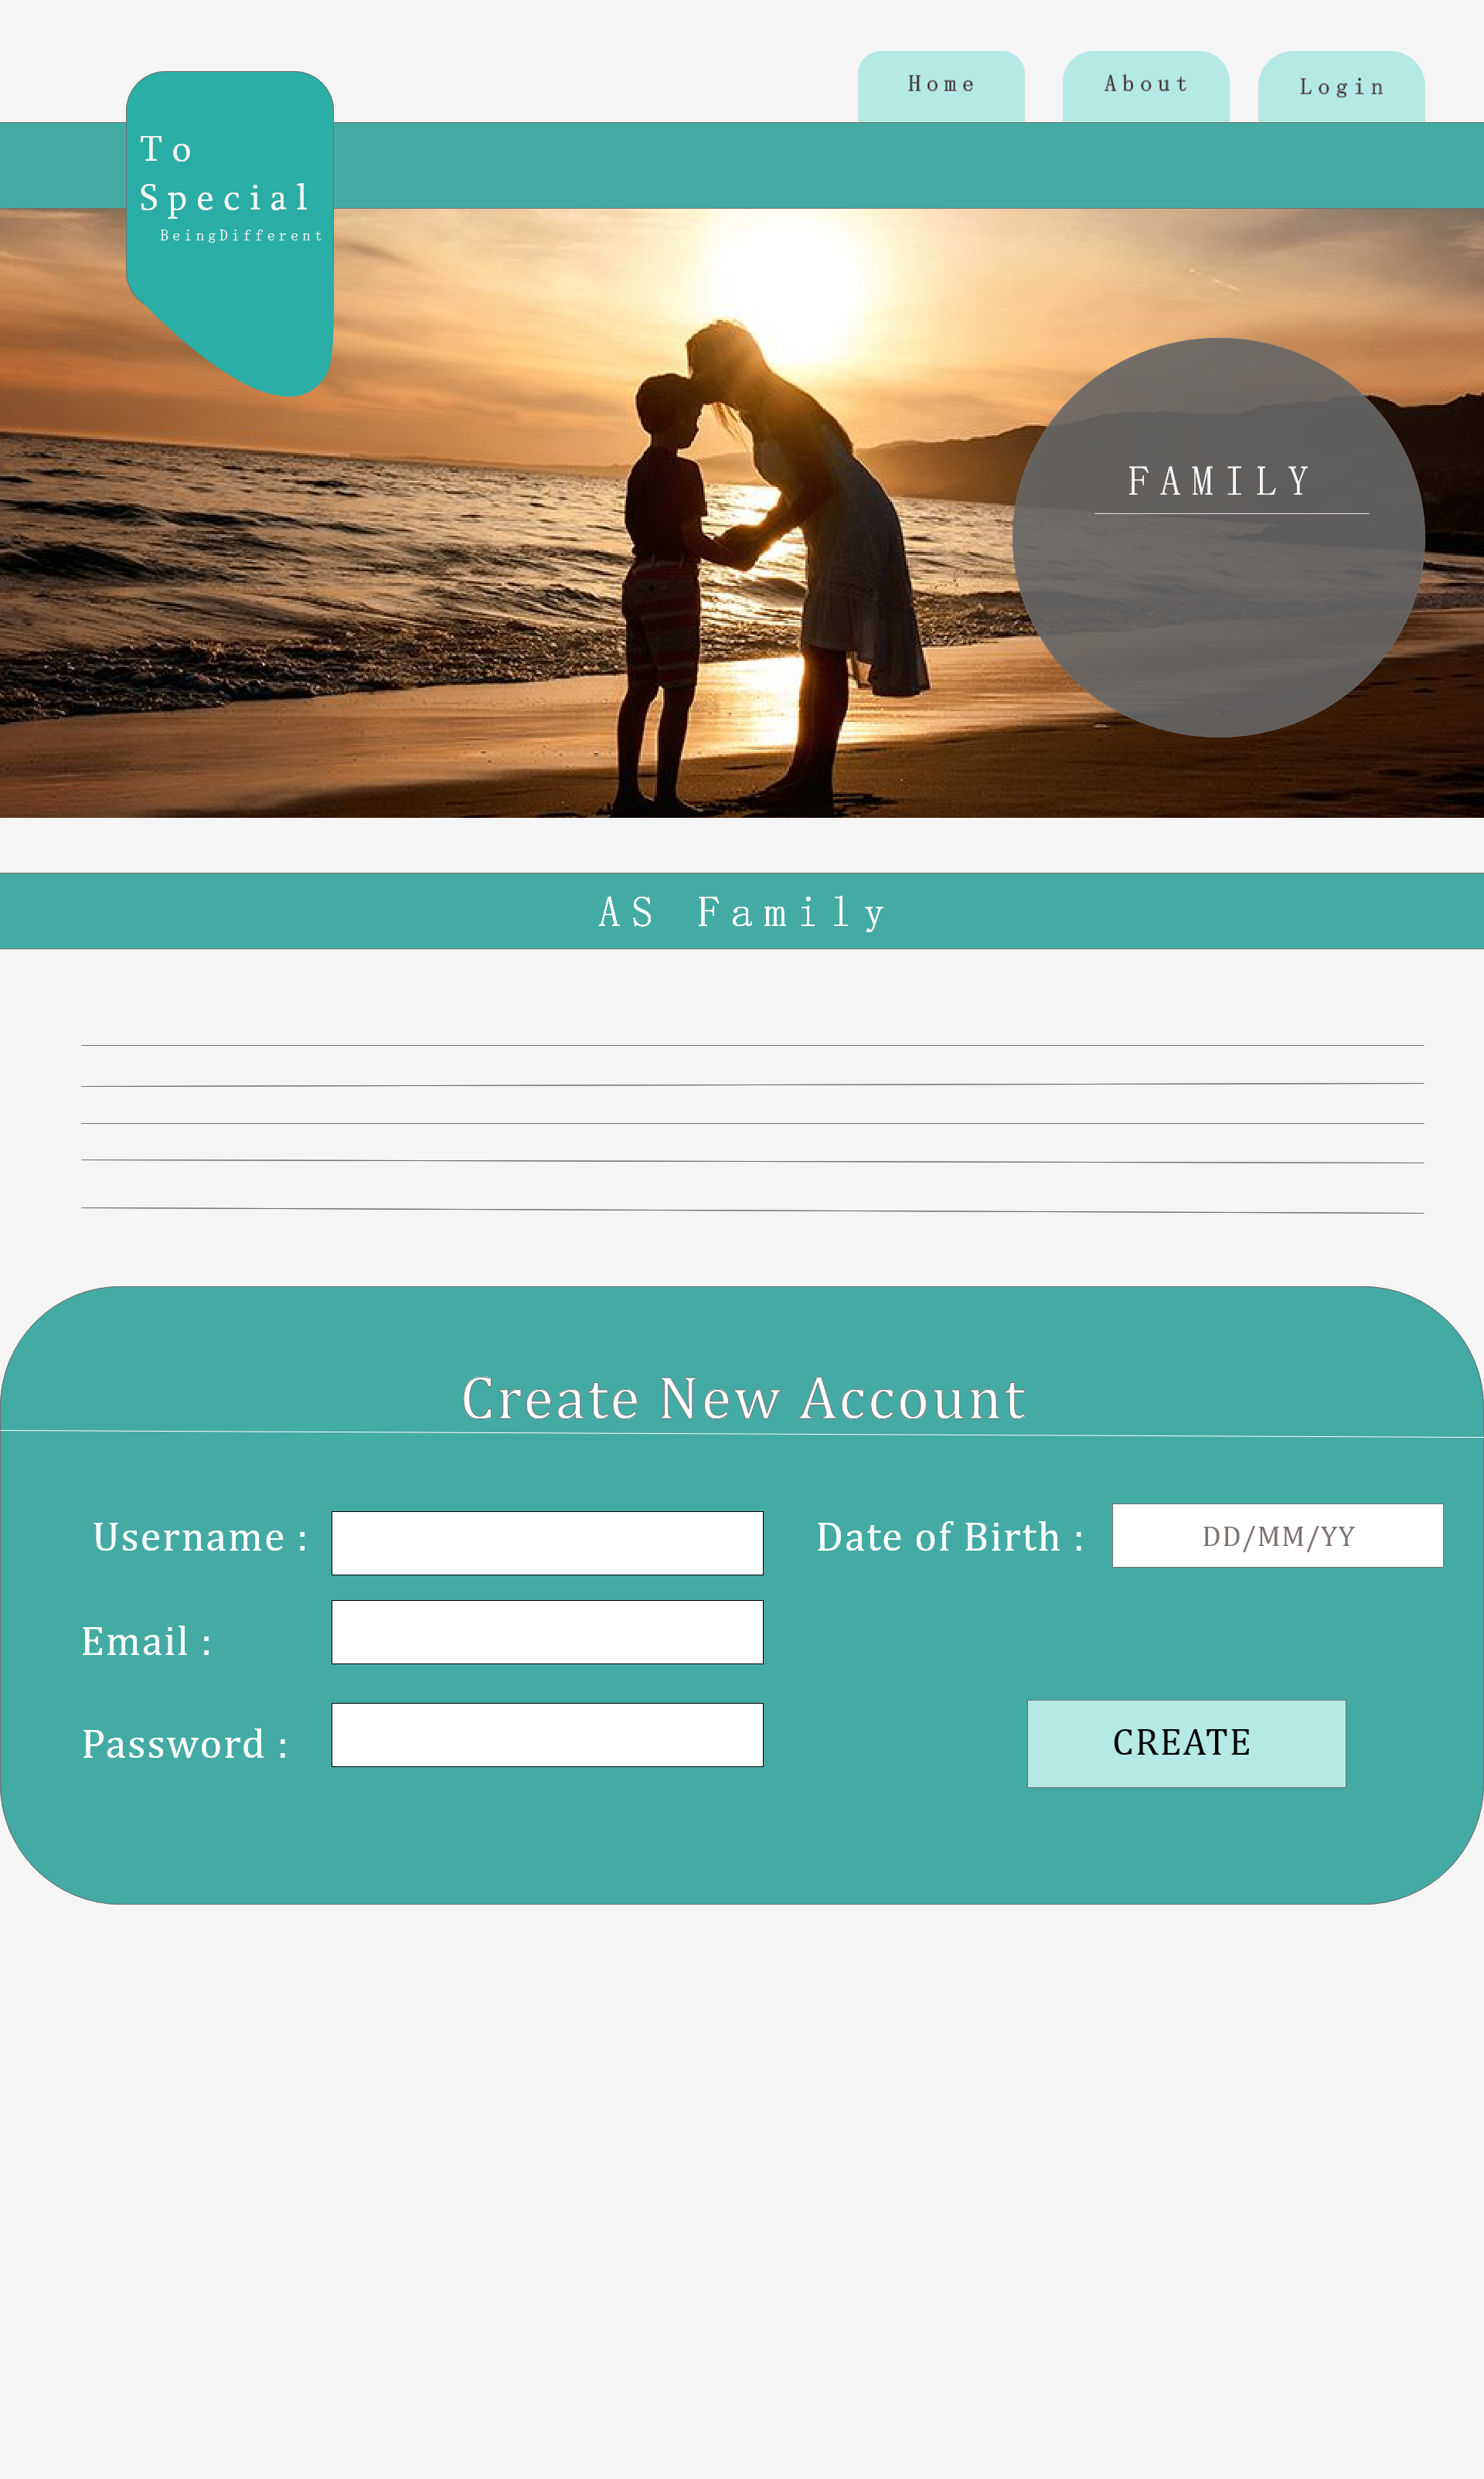 Home
About
Login
To
Special
BeingDifferent
FAMILY
AS Family
Create New Account
Username :
Date of Birth :
DD/MM/YY
Email :
Password :
CREATE